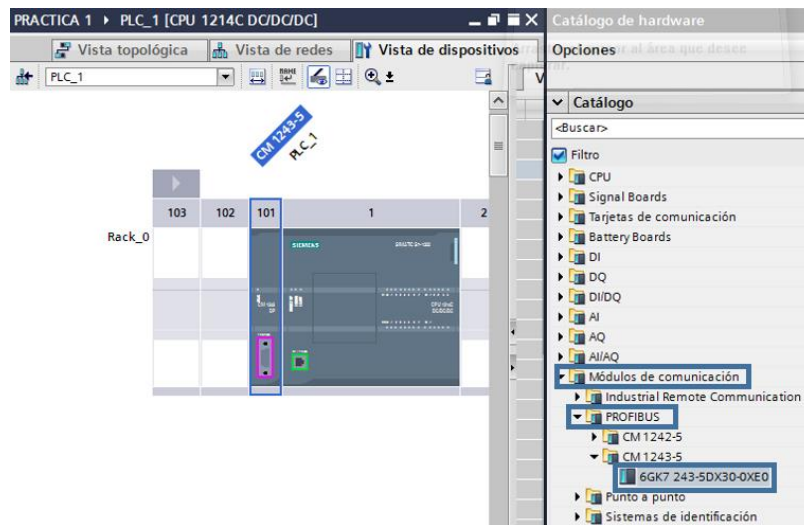 PRACTICA 1 ▸ PLC_1 [CPU 1214C DC/DC/DC]
Vista topológica
Vista de redes
Vista de dispositivos
PLC_1
CM 1243-5
PLC_1
103
102
101
1
2
Rack_0
SIEMENS
Catálogo de hardware
Opciones
Catálogo
<Buscar>
Filtro
CPU
Signal Boards
Tarjetas de comunicación
Battery Boards
DI
DQ
DI/DQ
AI
AQ
AI/AQ
Módulos de comunicación
Industrial Remote Communication
PROFIBUS
CM 1242-5
CM 1243-5
6GK7 243-5DX30-0XE0
Punto a punto
Sistemas de identificación